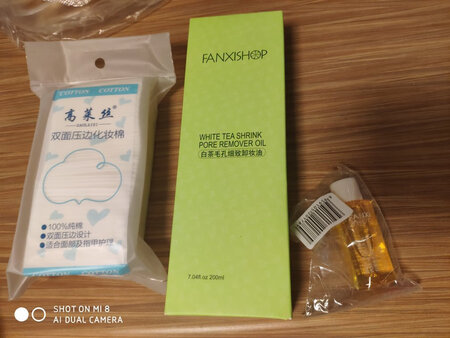 COTTON COTTON COTTON
高莱丝®
双面压边化妆棉
100%纯棉
双面压边设计
适合面部及指甲护理
FANXISHOP
WHITE TEA SHRINK
PORE REMOVER OIL
白茶毛孔细致卸妆油
7.04fl.oz 200ml
SHOT ON MI 8
AI DUAL CAMERA